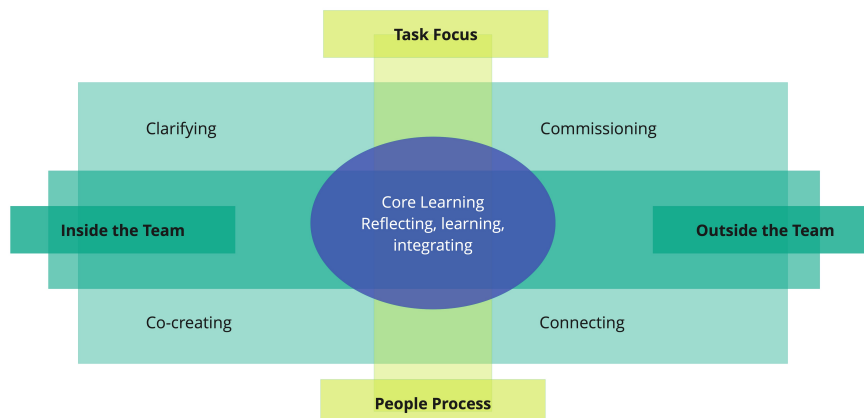 Task Focus
Clarifying
Commissioning
Core Learning
Reflecting, learning,
integrating
Inside the Team
Outside the Team
Co-creating
Connecting
People Process